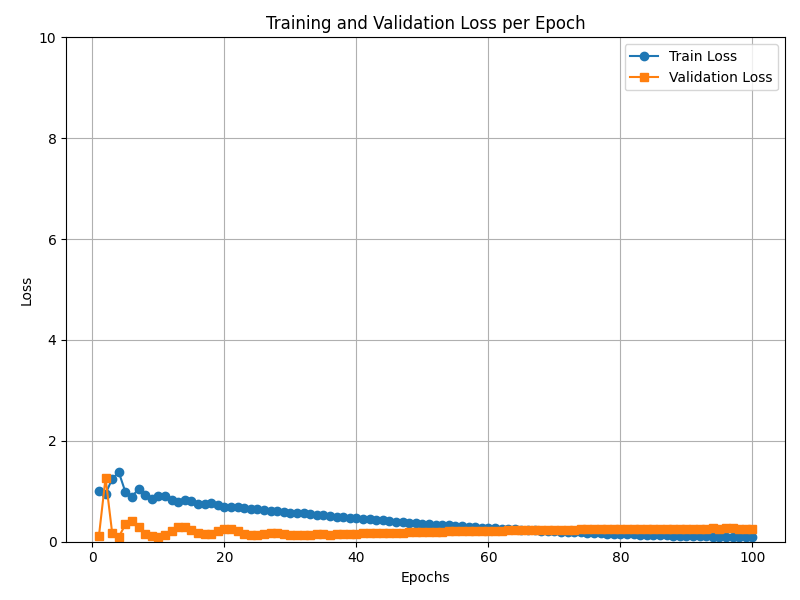 Training and Validation Loss per Epoch
Train Loss
Validation Loss
10
8
6
4
2
0
Loss
0 20 40 60 80 100
Epochs